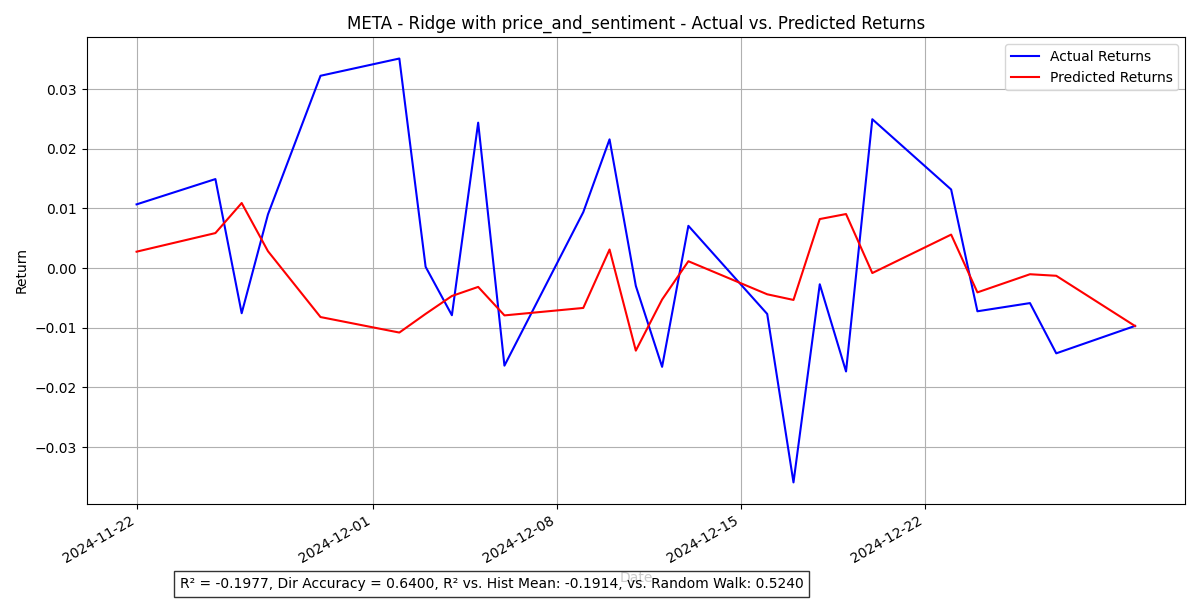 META - Ridge with price_and_sentiment - Actual vs. Predicted Returns
Actual Returns
Predicted Returns
Return
0.03
0.02
0.01
0.00
−0.01
−0.02
−0.03
2024-11-22
2024-12-01
2024-12-08
2024-12-15
2024-12-22
Date
R² = -0.1977, Dir Accuracy = 0.6400, R² vs. Hist Mean: -0.1914, vs. Random Walk: 0.5240